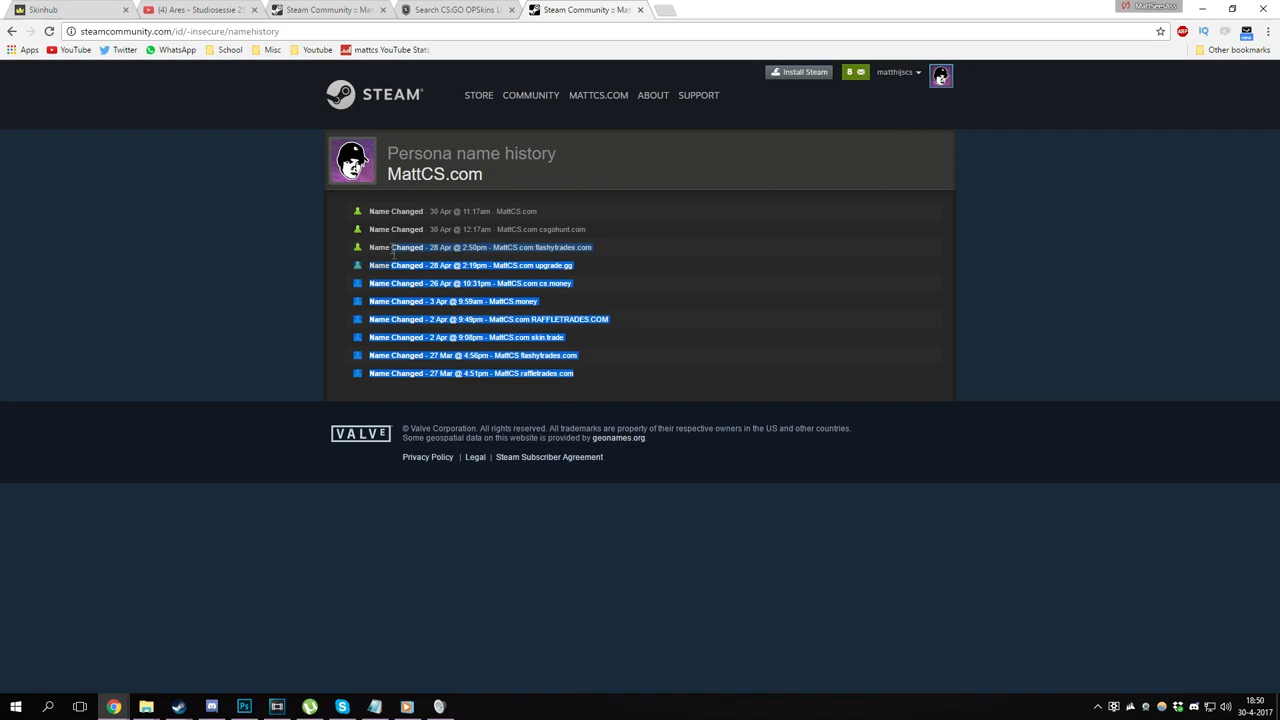 Skinhub
(4) Ares - Studiosessie 25
Steam Community :: Mat
Search CS:GO OPSkins Li
Steam Community :: Mat
MattSeesAss
steamcommunity.com/id/-insecure/namehistory
Apps YouTube Twitter WhatsApp School Misc Youtube mattcs YouTube Stats Other bookmarks
Install Steam 8 matthijscs
STEAM STORE COMMUNITY MATTCS.COM ABOUT SUPPORT
Persona name history
MattCS.com
Name Changed - 30 Apr @ 11:17am - MattCS.com
Name Changed - 30 Apr @ 12:17am - MattCS.com csgohunt.com
Name Changed - 28 Apr @ 2:50pm - MattCS.com flashytrades.com
Name Changed - 28 Apr @ 2:19pm - MattCS.com upgrade.gg
Name Changed - 26 Apr @ 10:31pm - MattCS.com cs.money
Name Changed - 3 Apr @ 9:59am - MattCS.money
Name Changed - 2 Apr @ 9:49pm - MattCS.com RAFFLETRADES.COM
Name Changed - 2 Apr @ 9:08pm - MattCS.com skin.trade
Name Changed - 27 Mar @ 4:56pm - MattCS flashytrades.com
Name Changed - 27 Mar @ 4:51pm - MattCS raffletrades.com
VALVE
© Valve Corporation. All rights reserved. All trademarks are property of their respective owners in the US and other countries.
Some geospatial data on this website is provided by geonames.org.
Privacy Policy | Legal | Steam Subscriber Agreement
18:50
30-4-2017